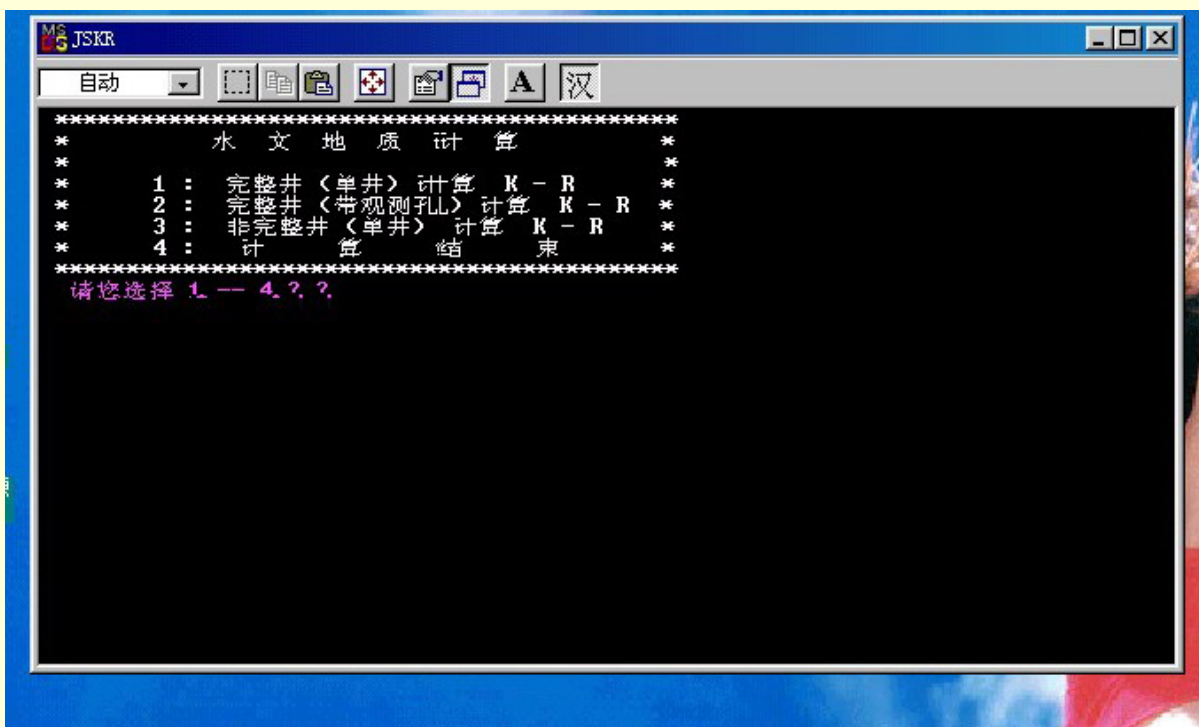 JSKR
自动 A 汉
*******************************************
* 水 文 地 质 计 算 *
* *
* 1 : 完整井 (单井) 计算 K - R *
* 2 : 完整井 (带观测孔) 计算 K - R *
* 3 : 非完整井 (单井) 计算 K - R *
* 4 : 计 算 结 束 *
*******************************************
请您选择 1. -- 4. ?. ?.